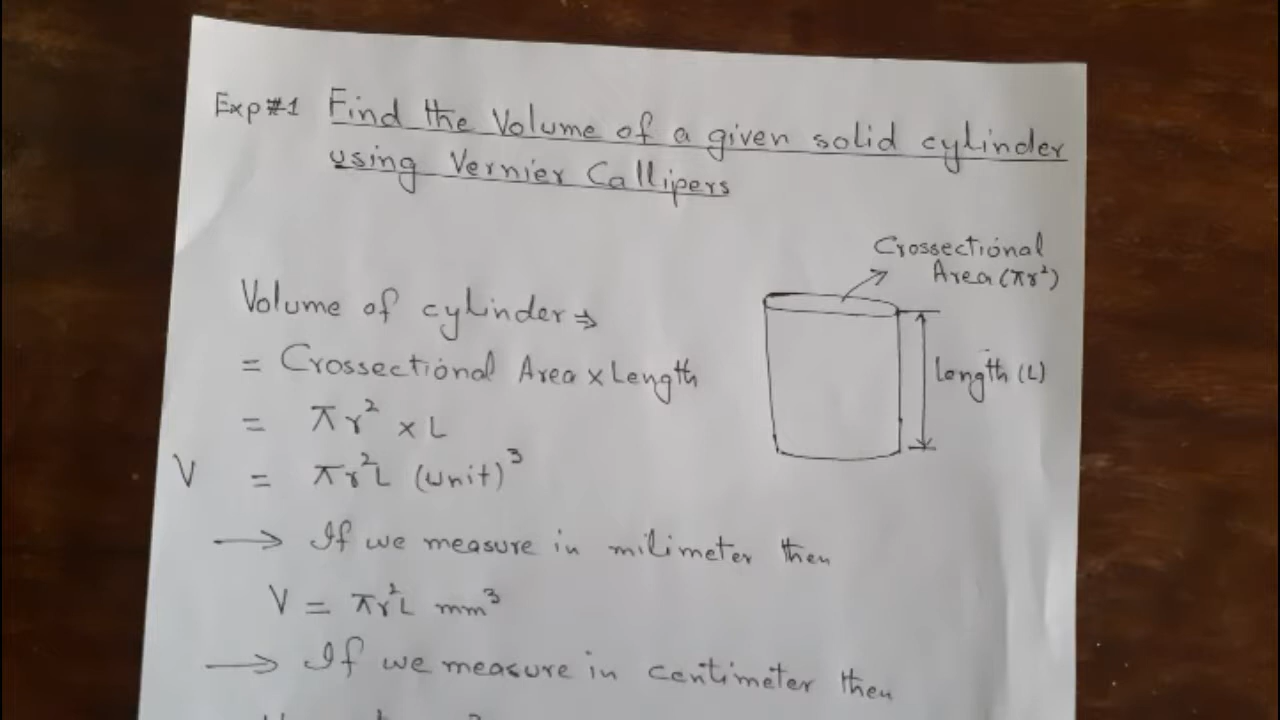 Exp#1 Find the Volume of a given solid cylinder
using Vernier Callipers
Crossectional
Area (πr²)
Length (L)
Volume of cylinder ⇒
= Crossectional Area x Length
= πr² x L
V = πr²L (unit)³
→ If we measure in milimeter then
V = πr²L mm³
→ If we measure in centimeter then